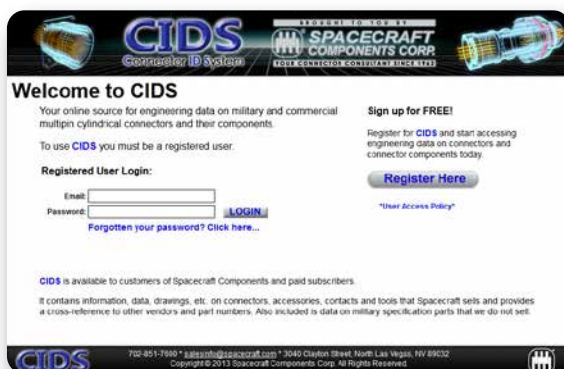 CIDS
Connector ID System
BROUGHT TO YOU BY
SPACECRAFT
COMPONENTS CORP.
YOUR CONNECTOR CONSULTANT SINCE 1962
Welcome to CIDS
Your online source for engineering data on military and commercial
multipin cylindrical connectors and their components.
To use CIDS you must be a registered user.
Registered User Login:
Email:
Password:
LOGIN
Forgotten your password? Click here...
Sign up for FREE!
Register for CIDS and start accessing
engineering data on connectors and
connector components today.
Register Here
*User Access Policy*
CIDS is available to customers of Spacecraft Components and paid subscribers.
It contains information, data, drawings, etc. on connectors, accessories, contacts and tools that Spacecraft sells and provides
a cross-reference to other vendors and part numbers. Also included is data on military specification parts that we do not sell.
CIDS
702-851-7600 * salesinfo@spacecraft.com * 3040 Clayton Street, North Las Vegas, NV 89032
Copyright © 2013 Spacecraft Components Corp. All Rights Reserved.